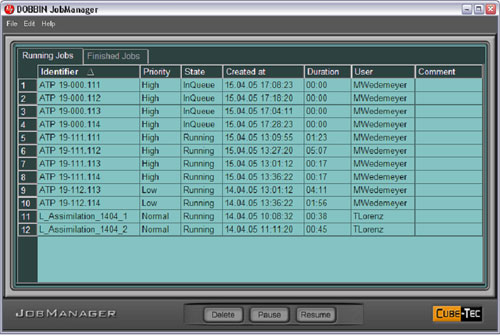 DOBBIN JobManager
File Edit Help
Running Jobs Finished Jobs
Identifier Priority State Created at Duration User Comment
1 ATP 19-000.111 High InQueue 15.04.05 17:08:23 00:00 MWedemeyer
2 ATP 19-000.112 High InQueue 15.04.05 17:18:20 00:00 MWedemeyer
3 ATP 19-000.113 High InQueue 15.04.05 17:04:11 00:00 MWedemeyer
4 ATP 19-000.114 High InQueue 15.04.05 17:28:23 00:00 MWedemeyer
5 ATP 19-111.111 High Running 15.04.05 13:09:55 01:23 MWedemeyer
6 ATP 19-111.112 High Running 15.04.05 13:27:20 05:07 MWedemeyer
7 ATP 19-111.113 High Running 15.04.05 13:01:12 00:17 MWedemeyer
8 ATP 19-111.114 High Running 15.04.05 13:36:22 00:17 MWedemeyer
9 ATP 19-112.113 Low Running 14.04.05 13:01:12 04:11 MWedemeyer
10 ATP 19-112.114 Low Running 14.04.05 13:36:22 01:56 MWedemeyer
11 L_Assimilation_1404_1 Normal Running 14.04.05 10:08:32 00:38 TLorenz
12 L_Assimilation_1404_2 Normal Running 14.04.05 11:11:20 00:45 TLorenz
JobManager Delete Pause Resume Cube-Tec